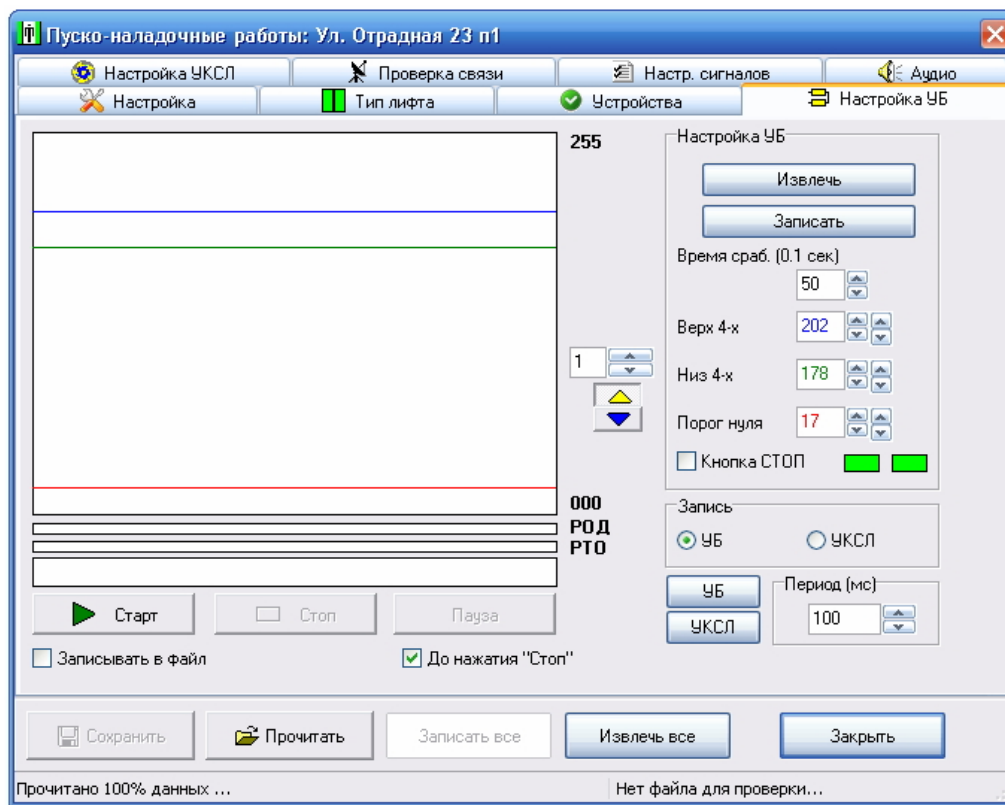 Пуско-наладочные работы: Ул. Отрадная 23 п1
Настройка УКСЛ
Проверка связи
Настр. сигналов
Аудио
Настройка
Тип лифта
Устройства
Настройка УБ
255
000
РОД
РТО
1
Настройка УБ
Извлечь
Записать
Время сраб. (0.1 сек)
50
Верх 4-х
202
Низ 4-х
178
Порог нуля
17
Кнопка СТОП
Запись
УБ
УКСЛ
УБ
УКСЛ
Период (мс)
100
Старт
Стоп
Пауза
Записывать в файл
До нажатия "Стоп"
Сохранить
Прочитать
Записать все
Извлечь все
Закрыть
Прочитано 100% данных ...
Нет файла для проверки...